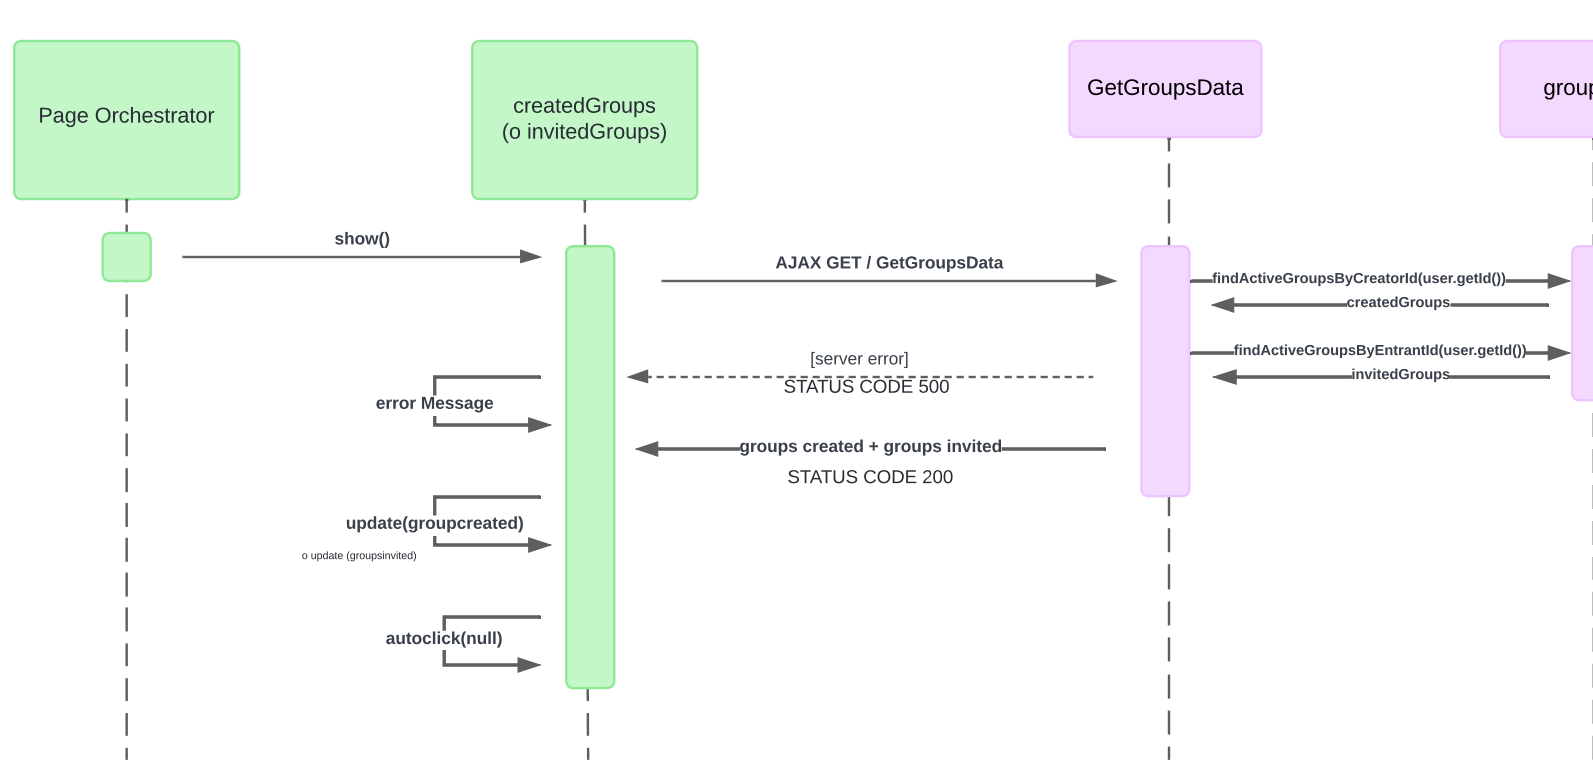 Page Orchestrator
createdGroups
(o invitedGroups)
GetGroupsData
group
show()
AJAX GET / GetGroupsData
findActiveGroupsByCreatorId(user.getId())
createdGroups
[server error]
STATUS CODE 500
findActiveGroupsByEntrantId(user.getId())
invitedGroups
error Message
groups created + groups invited
STATUS CODE 200
update(groupcreated)
o update (groupsinvited)
autoclick(null)